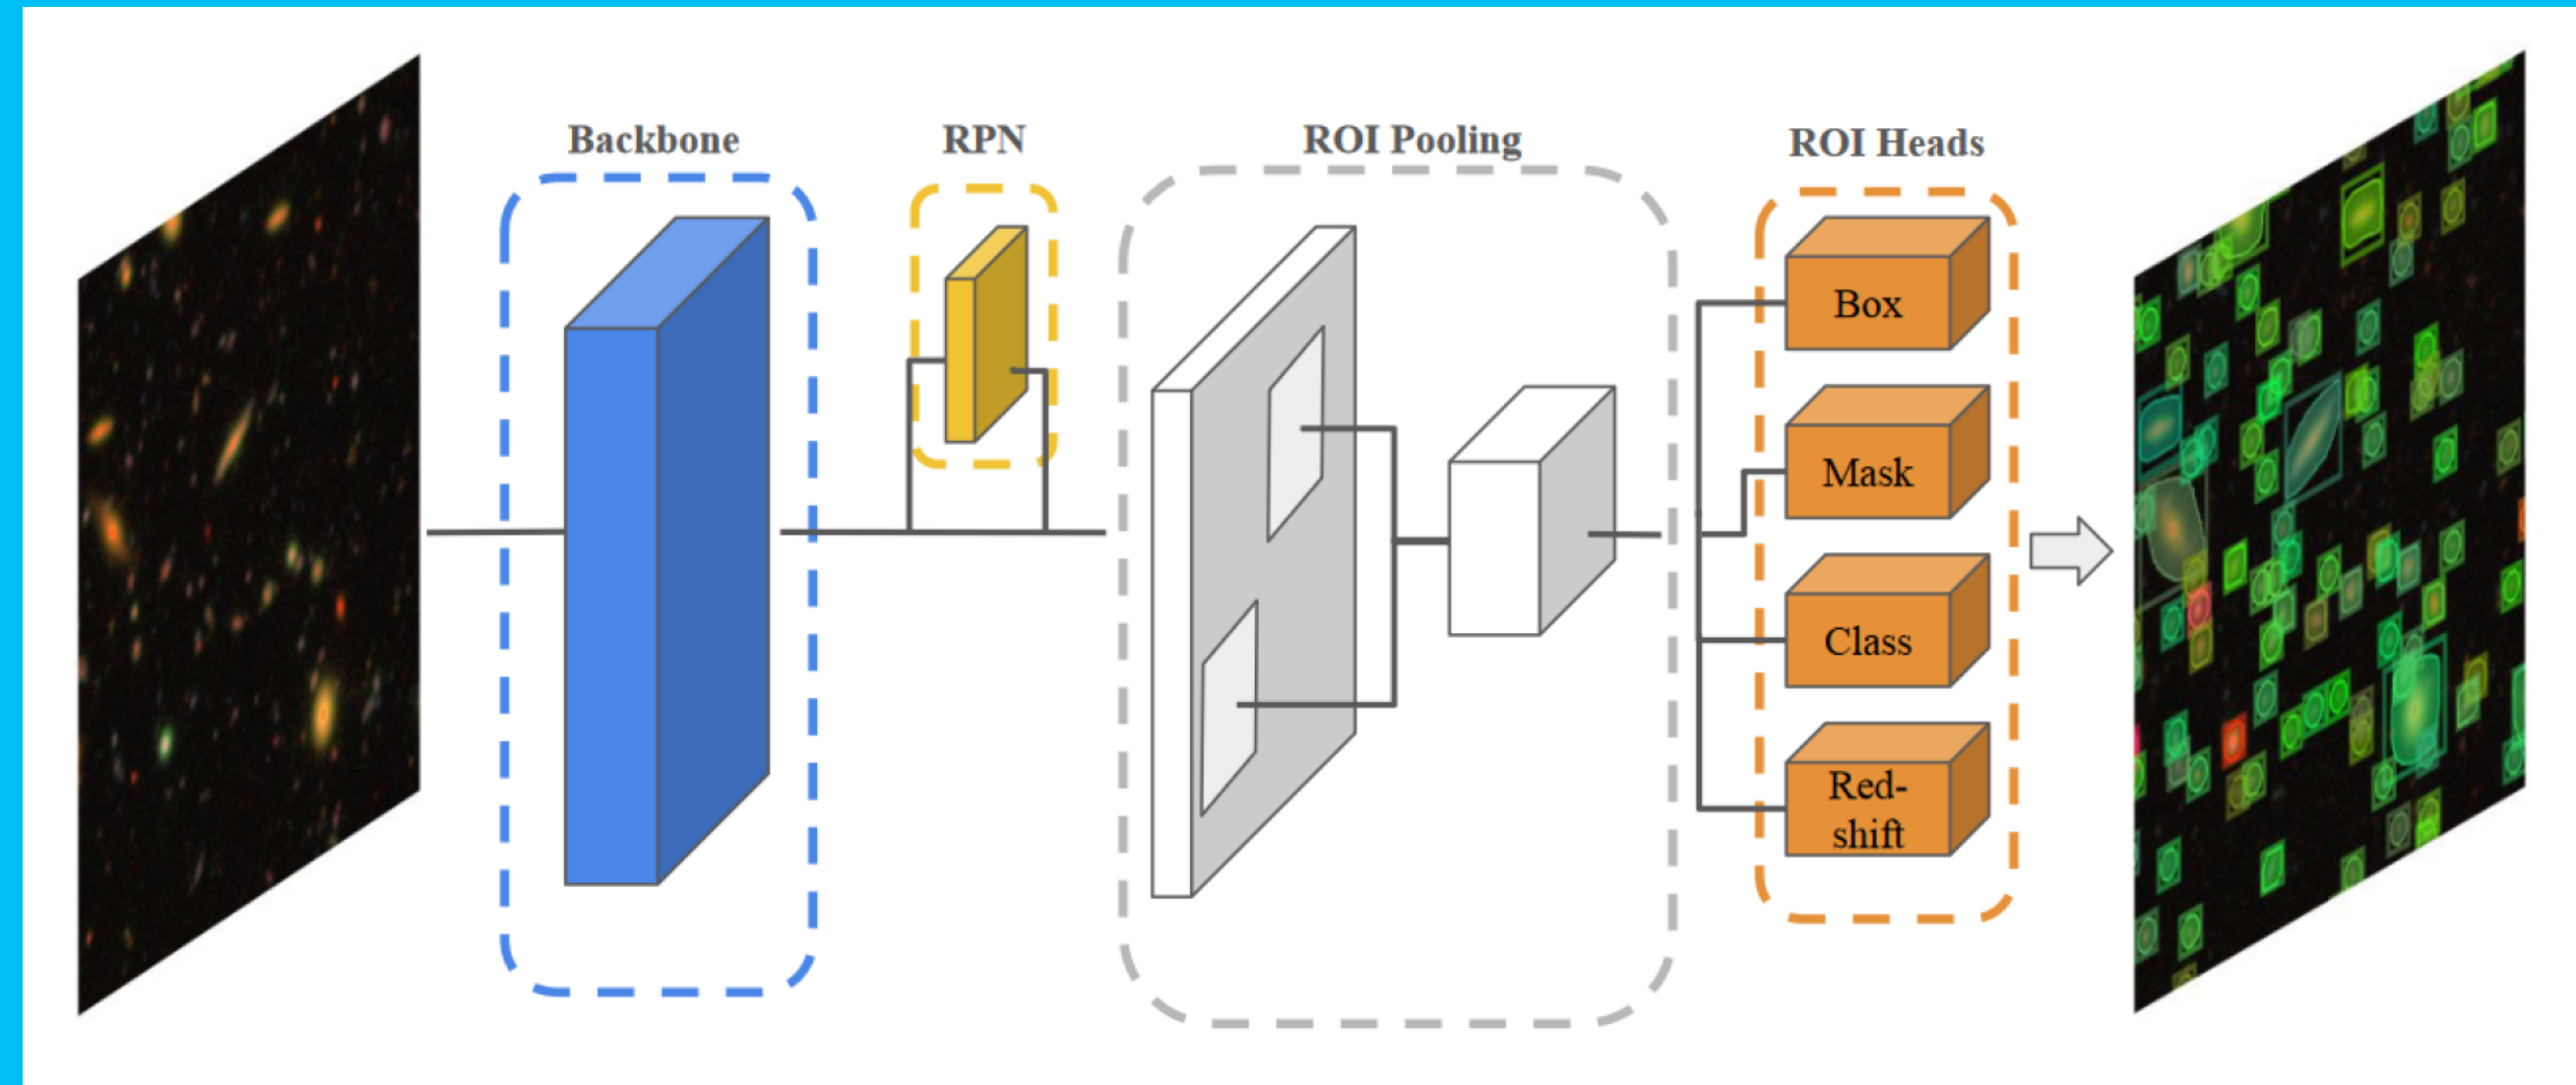 Backbone
RPN
ROI Pooling
ROI Heads
Box
Mask
Class
Red-
shift